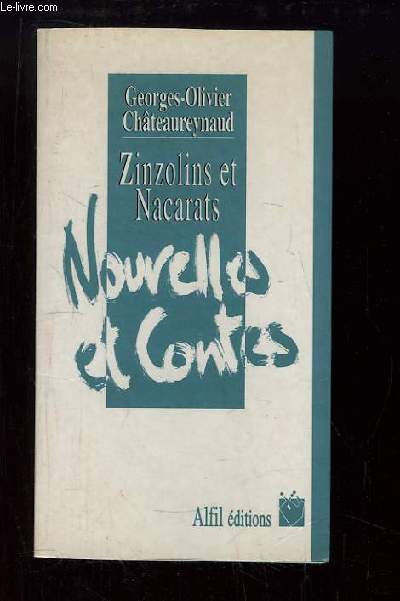 Le-livre.com
Georges-Olivier
Châteaureynaud
Zinzolins et
Nacarats
Nouvelles
et Contes
Alfil éditions